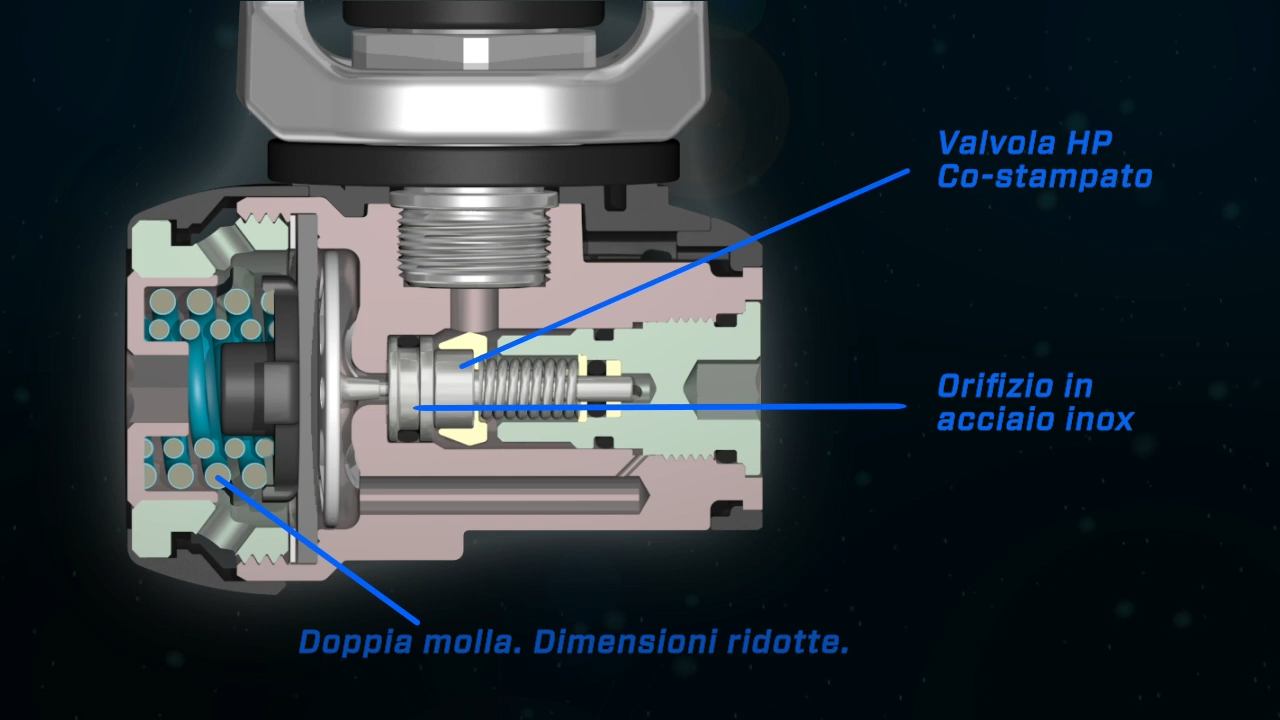 Valvola HP
Co-stampato
Orifizio in
acciaio inox
Doppia molla. Dimensioni ridotte.